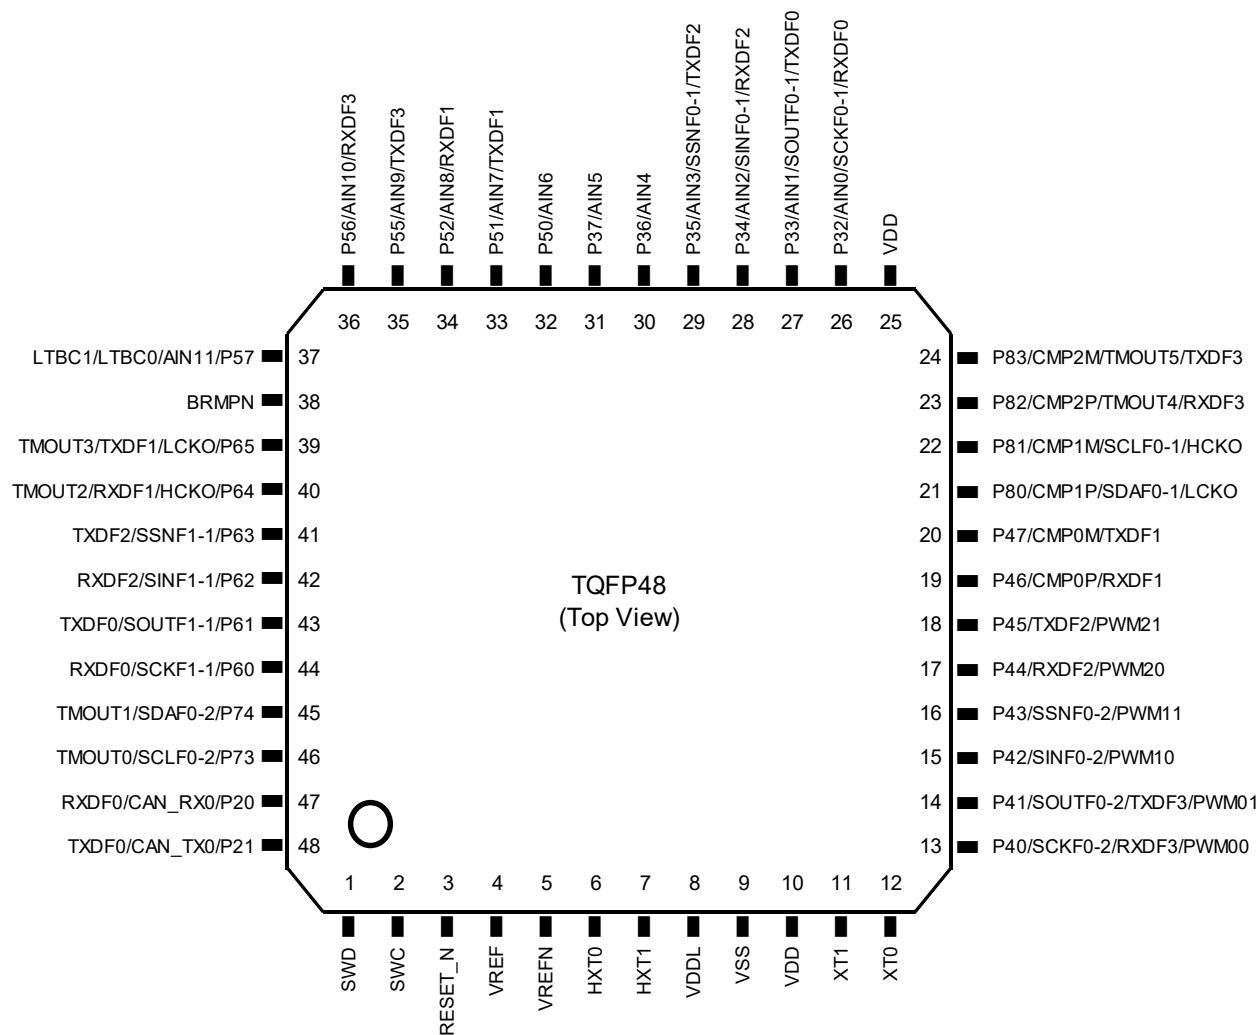 P56/AIN10/RXDF3
P55/AIN9/TXDF3
P52/AIN8/RXDF1
P51/AIN7/TXDF1
P50/AIN6
P37/AIN5
P36/AIN4
P35/AIN3/SSNF0-1/TXDF2
P34/AIN2/SINF0-1/RXDF2
P33/AIN1/SOUTF0-1/TXDF0
P32/AIN0/SCKF0-1/RXDF0
VDD
36 35 34 33 32 31 30 29 28 27 26 25
LTBC1/LTBC0/AIN11/P57 37
BRMPN 38
TMOUT3/TXDF1/LCKO/P65 39
TMOUT2/RXDF1/HCKO/P64 40
TXDF2/SSNF1-1/P63 41
RXDF2/SINF1-1/P62 42
TXDF0/SOUTF1-1/P61 43
RXDF0/SCKF1-1/P60 44
TMOUT1/SDAF0-2/P74 45
TMOUT0/SCLF0-2/P73 46
RXDF0/CAN_RX0/P20 47
TXDF0/CAN_TX0/P21 48
TQFP48
(Top View)
24 P83/CMP2M/TMOUT5/TXDF3
23 P82/CMP2P/TMOUT4/RXDF3
22 P81/CMP1M/SCLF0-1/HCKO
21 P80/CMP1P/SDAF0-1/LCKO
20 P47/CMP0M/TXDF1
19 P46/CMP0P/RXDF1
18 P45/TXDF2/PWM21
17 P44/RXDF2/PWM20
16 P43/SSNF0-2/PWM11
15 P42/SINF0-2/PWM10
14 P41/SOUTF0-2/TXDF3/PWM01
13 P40/SCKF0-2/RXDF3/PWM00
1 2 3 4 5 6 7 8 9 10 11 12
SWD
SWC
RESET_N
VREF
VREFN
HXT0
HXT1
VDDL
VSS
VDD
XT1
XT0